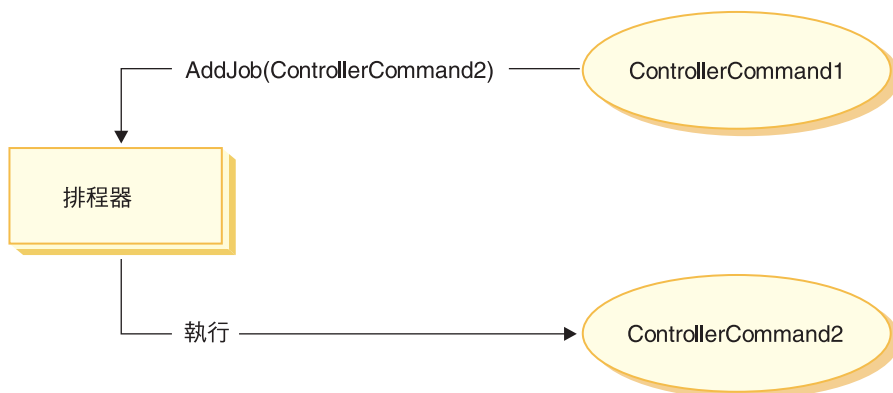 AddJob(ControllerCommand2)
ControllerCommand1
排程器
執行
ControllerCommand2